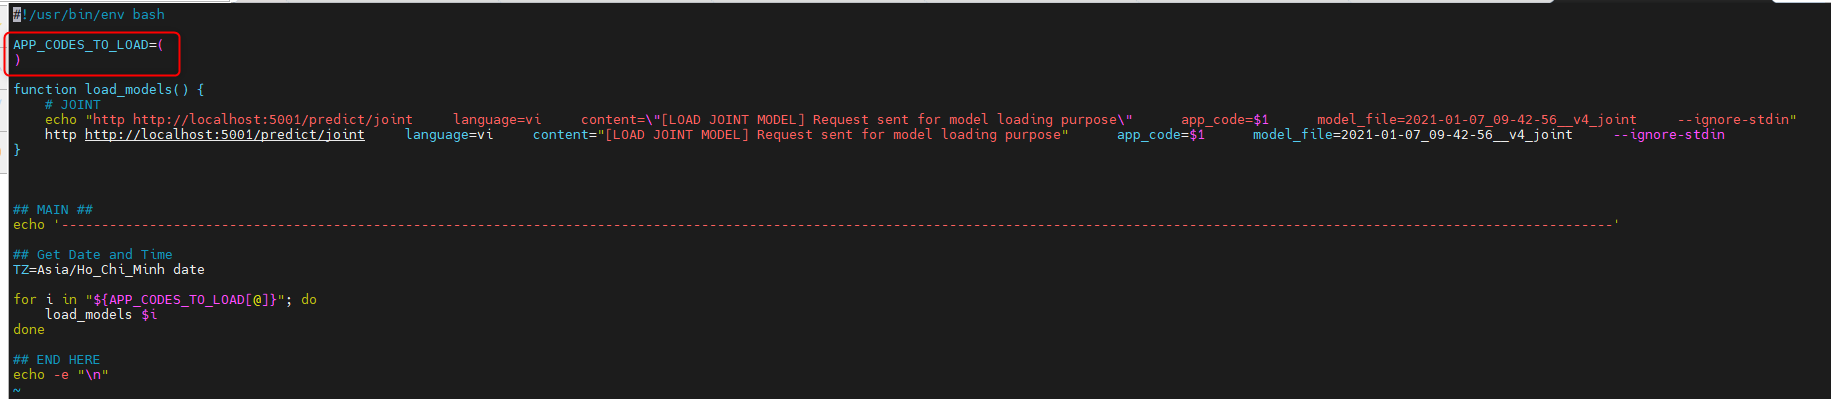 #!/usr/bin/env bash
APP_CODES_TO_LOAD=(
)
function load_models() {
# JOINT
echo "http http://localhost:5001/predict/joint language=vi content=\"[LOAD JOINT MODEL] Request sent for model loading purpose\" app_code=$1 model_file=2021-01-07_09-42-56__v4_joint --ignore-stdin"
http http://localhost:5001/predict/joint language=vi content="[LOAD JOINT MODEL] Request sent for model loading purpose" app_code=$1 model_file=2021-01-07_09-42-56__v4_joint --ignore-stdin
}
## MAIN ##
echo '--------------------------------------------------------------------------------------------------------------------------------------------------------------------------------------------------'
## Get Date and Time
TZ=Asia/Ho_Chi_Minh date
for i in "${APP_CODES_TO_LOAD[@]}"; do
load_models $i
done
## END HERE
echo -e "\n"
~